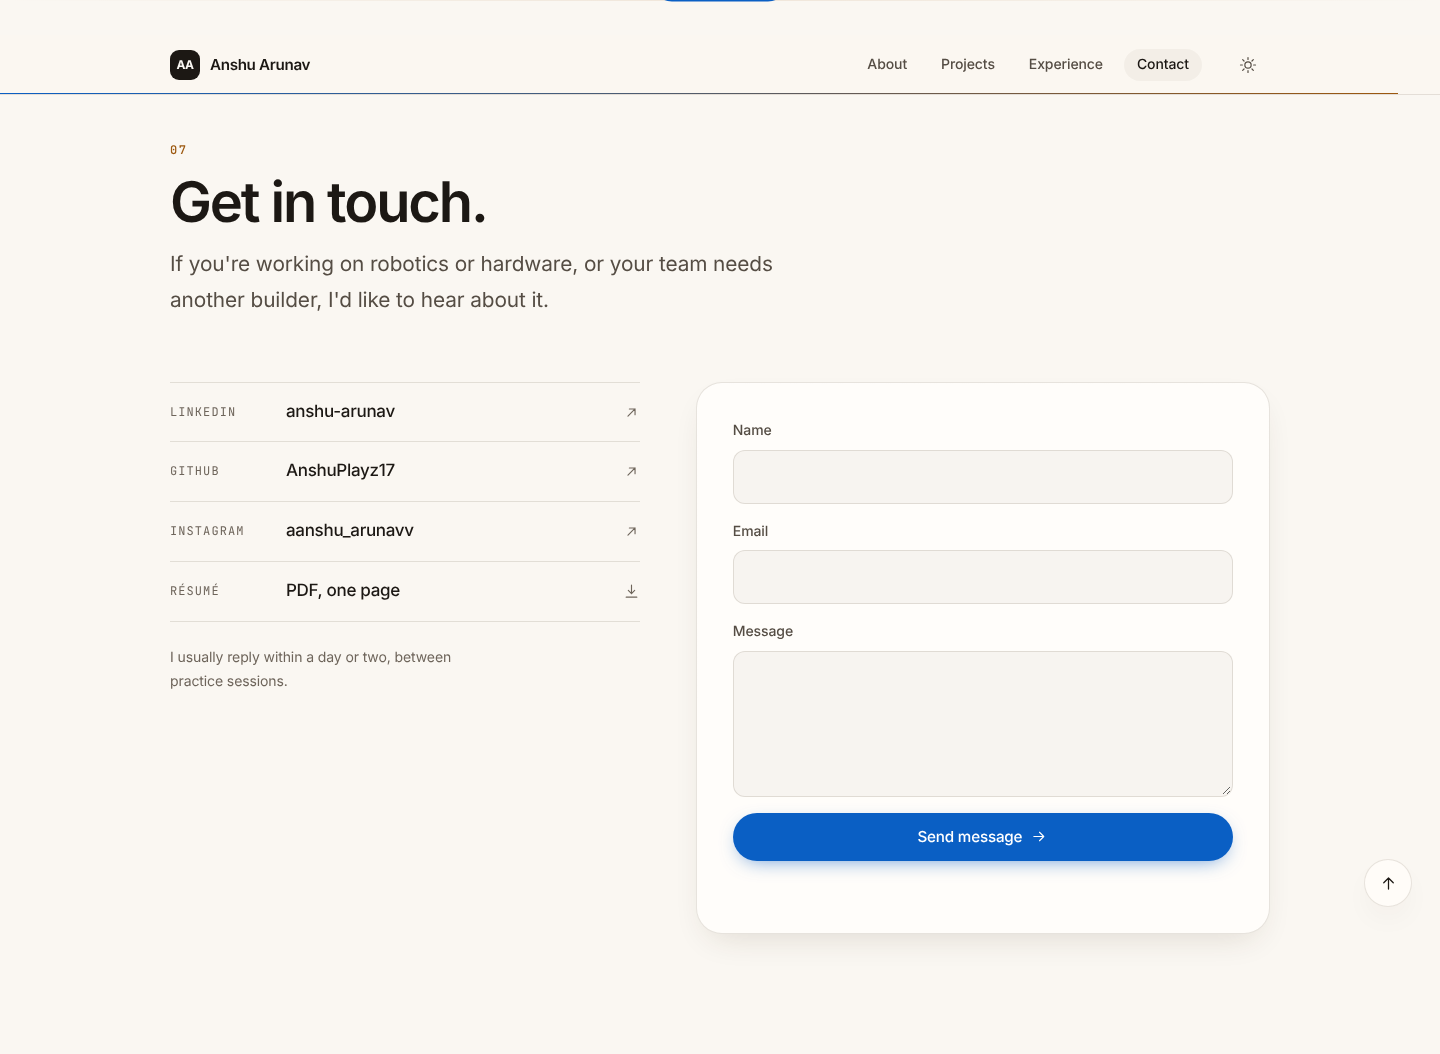 AA Anshu Arunav
About Projects Experience Contact
07
Get in touch.
If you're working on robotics or hardware, or your team needs
another builder, I'd like to hear about it.
LINKEDIN anshu-arunav
GITHUB AnshuPlayz17
INSTAGRAM aanshu_arunavv
RÉSUMÉ PDF, one page
I usually reply within a day or two, between
practice sessions.
Name
Email
Message
Send message